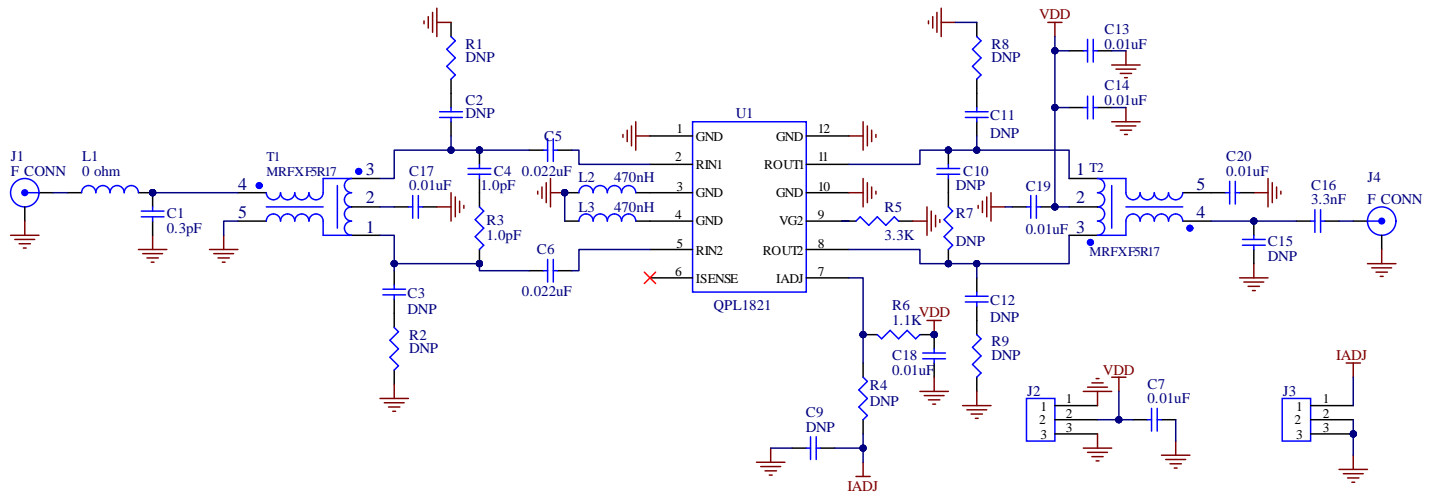 J1
F CONN
L1
0 ohm
C1
0.3pF
T1
MRFXF5R17
4
5
3
2
1
C17
0.01uF
R1
DNP
C2
DNP
C3
DNP
R2
DNP
C4
1.0pF
R3
1.0pF
C5
0.022uF
C6
0.022uF
L2
470nH
L3
470nH
U1
1
GND
2
RIN1
3
GND
4
GND
5
RIN2
6
ISENSE
GND
12
ROUT1
11
GND
10
VG2
9
ROUT2
8
IADJ
7
QPL1821
R5
3.3K
R6
1.1K
VDD
C18
0.01uF
R4
DNP
C9
DNP
IADJ
R8
DNP
C11
DNP
C10
DNP
R7
DNP
C12
DNP
R9
DNP
VDD
C13
0.01uF
C14
0.01uF
C19
0.01uF
1
2
3
T2
MRFXF5R17
5
4
C20
0.01uF
C15
DNP
C16
3.3nF
J4
F CONN
J2
1
2
3
1
2
3
VDD
C7
0.01uF
J3
1
2
3
1
2
3
IADJ